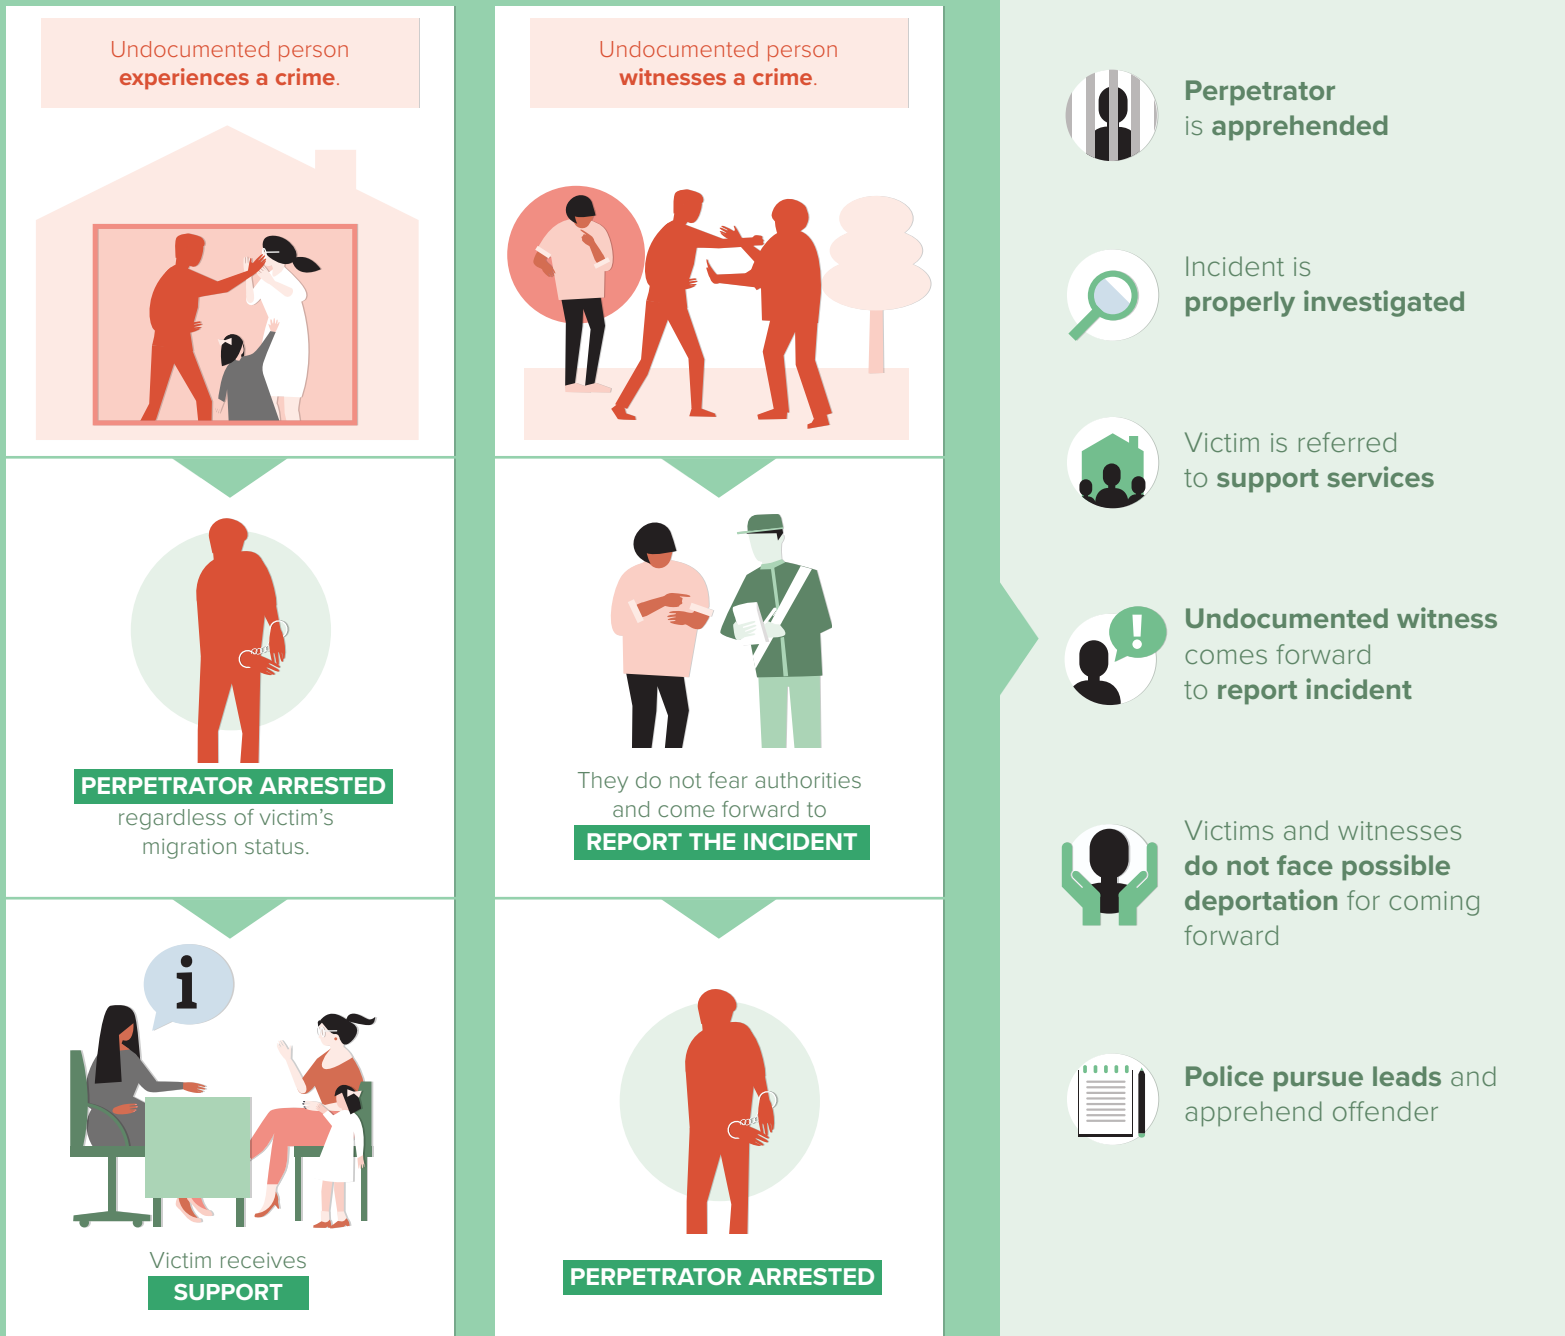 Undocumented person
experiences a crime.
PERPETRATOR ARRESTED
regardless of victim's
migration status.
i
Victim receives
SUPPORT
Undocumented person
witnesses a crime.
They do not fear authorities
and come forward to
REPORT THE INCIDENT
PERPETRATOR ARRESTED
Perpetrator
is apprehended
Incident is
properly investigated
Victim is referred
to support services
!
Undocumented witness
comes forward
to report incident
Victims and witnesses
do not face possible
deportation for coming
forward
Police pursue leads and
apprehend offender